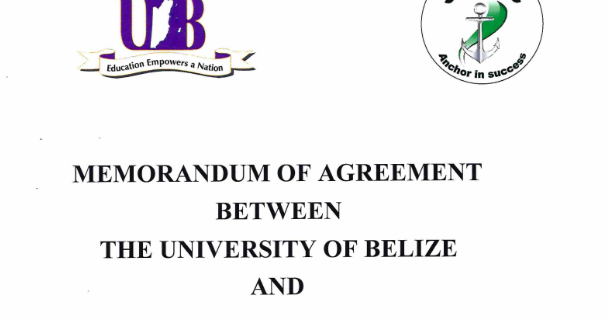 UB
Education Empowers a Nation
Anchor in success
MEMORANDUM OF AGREEMENT
BETWEEN
THE UNIVERSITY OF BELIZE
AND